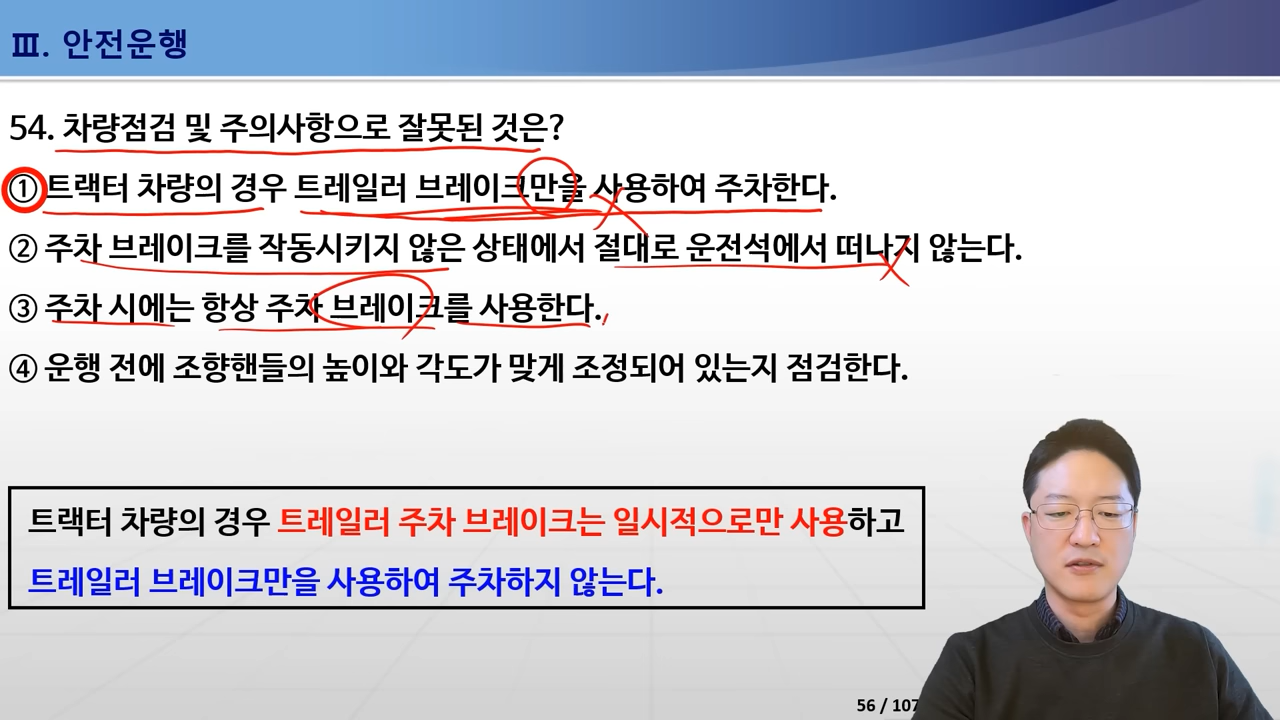 Ⅲ. 안전운행
54. 차량점검 및 주의사항으로 잘못된 것은?
① 트랙터 차량의 경우 트레일러 브레이크만을 사용하여 주차한다.
② 주차 브레이크를 작동시키지 않은 상태에서 절대로 운전석에서 떠나지 않는다.
③ 주차 시에는 항상 주차 브레이크를 사용한다.
④ 운행 전에 조향핸들의 높이와 각도가 맞게 조정되어 있는지 점검한다.
트랙터 차량의 경우 트레일러 주차 브레이크는 일시적으로만 사용하고
트레일러 브레이크만을 사용하여 주차하지 않는다.
56 / 107